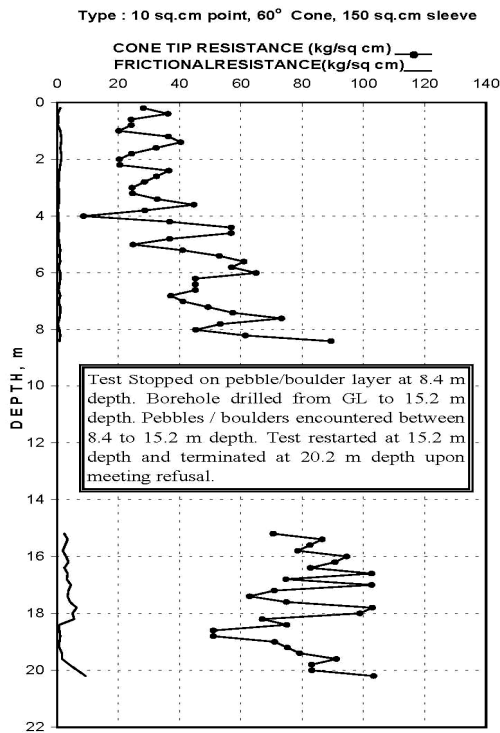 Type : 10 sq.cm point, 60° Cone, 150 sq.cm sleeve
CONE TIP RESISTANCE (kg/sq cm)
FRICTIONALRESISTANCE(kg/sq cm)
0 20 40 60 80 100 120 140
0
2
4
6
8
10
12
14
16
18
20
22
DEPTH, m
Test Stopped on pebble/boulder layer at 8.4 m
depth. Borehole drilled from GL to 15.2 m
depth. Pebbles / boulders encountered between
8.4 to 15.2 m depth. Test restarted at 15.2 m
depth and terminated at 20.2 m depth upon
meeting refusal.